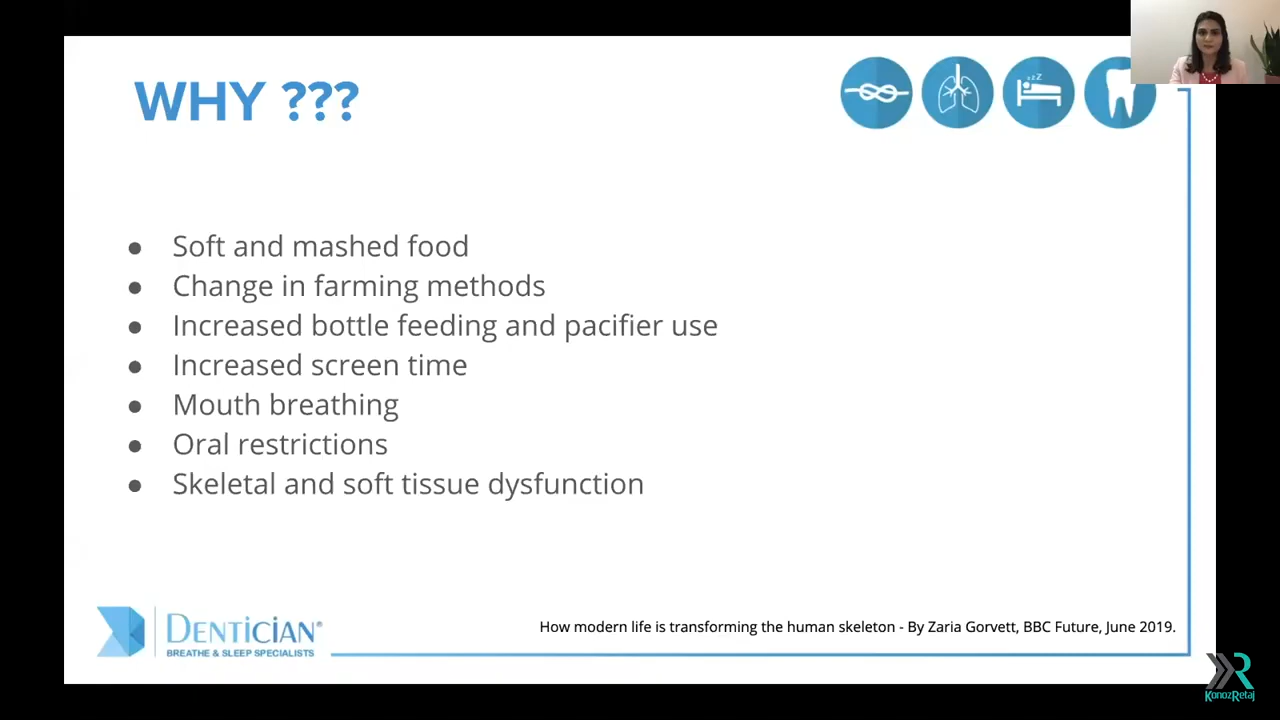 WHY ???
zzZ
● Soft and mashed food
● Change in farming methods
● Increased bottle feeding and pacifier use
● Increased screen time
● Mouth breathing
● Oral restrictions
● Skeletal and soft tissue dysfunction
DENTiCiAN®
BREATHE & SLEEP SPECIALISTS
How modern life is transforming the human skeleton - By Zaria Gorvett, BBC Future, June 2019.
KonozRetaj